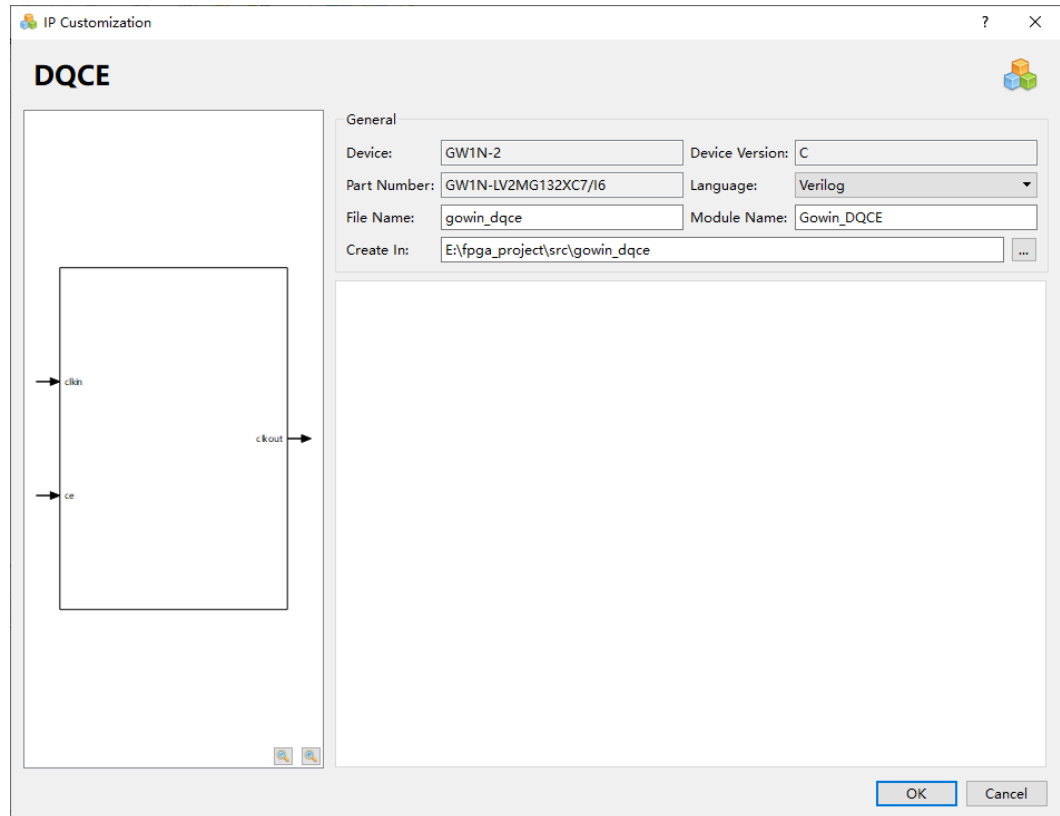 IP Customization ?
DQCE
General
Device: GW1N-2 Device Version: C
Part Number: GW1N-LV2MG132XC7/I6 Language: Verilog
File Name: gowin_dqce Module Name: Gowin_DQCE
Create In: E:\fpga_project\src\gowin_dqce ...
clkin
clkout
ce
OK Cancel